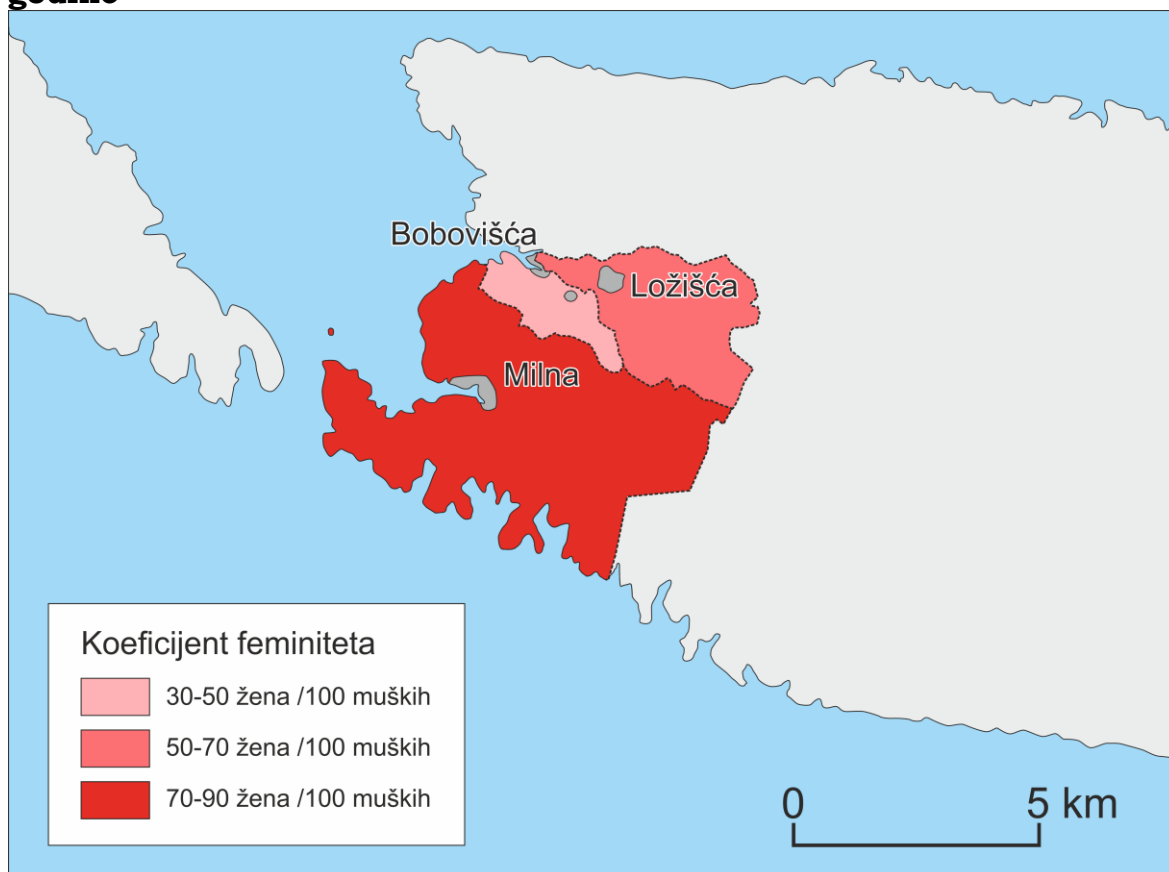 Bobovišća
Ložišća
Milna
Koeficijent feminiteta
30-50 žena /100 muških
50-70 žena /100 muških
70-90 žena /100 muških
0 5 km